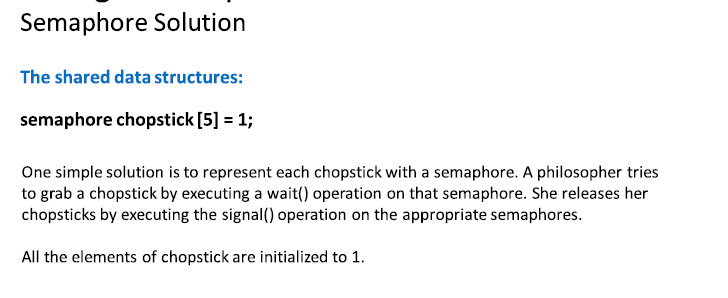 Semaphore Solution
The shared data structures:
semaphore chopstick [5] = 1;
One simple solution is to represent each chopstick with a semaphore. A philosopher tries
to grab a chopstick by executing a wait() operation on that semaphore. She releases her
chopsticks by executing the signal() operation on the appropriate semaphores.
All the elements of chopstick are initialized to 1.